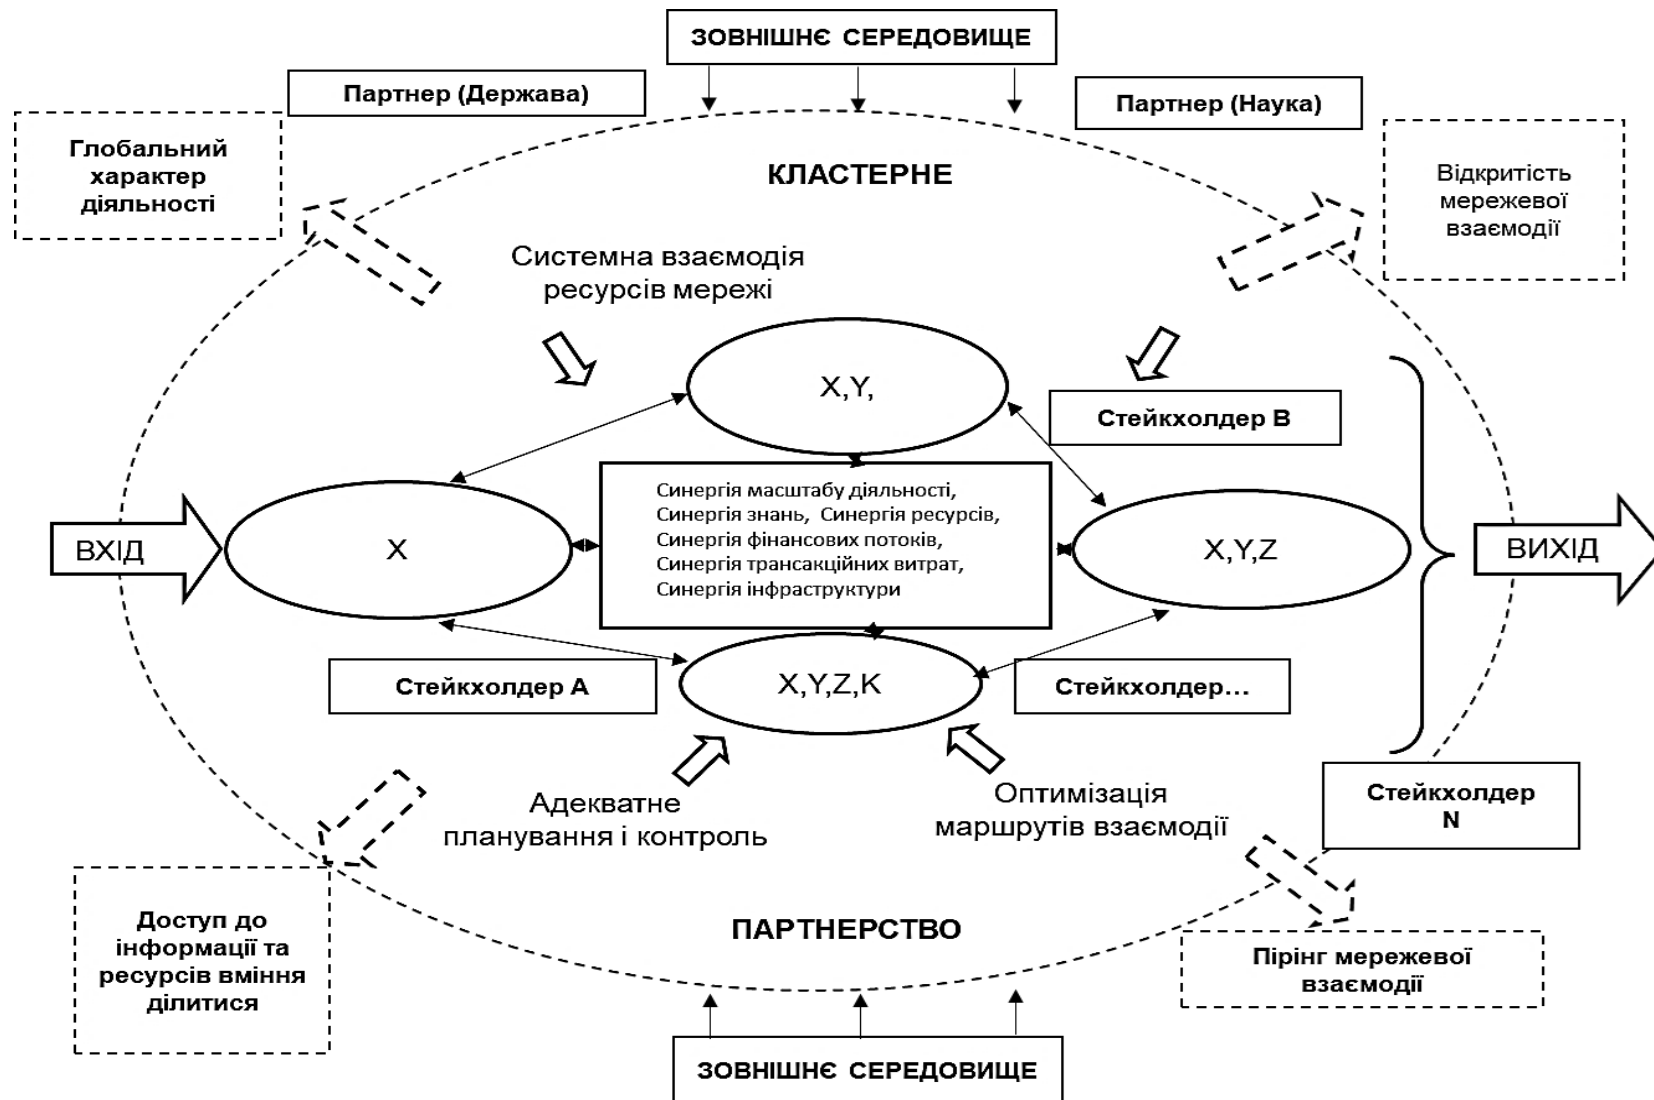 ЗОВНІШНЄ СЕРЕДОВИЩЕ
Партнер (Держава)
Партнер (Наука)
Глобальний
характер
діяльності
КЛАСТЕРНЕ
Відкритість
мережевої
взаємодії
Системна взаємодія
ресурсів мережі
X,Y,
Стейкхолдер В
Синергія масштабу діяльності,
Синергія знань, Синергія ресурсів,
Синергія фінансових потоків,
Синергія трансакційних витрат,
Синергія інфраструктури
ВХІД
X
X,Y,Z
ВИХІД
Стейкхолдер А
X,Y,Z,K
Стейкхолдер...
Адекватне
планування і контроль
Оптимізація
маршрутів взаємодії
Стейкхолдер
N
Доступ до
інформації та
ресурсів вміння
ділитися
ПАРТНЕРСТВО
Пірінг мережевої
взаємодії
ЗОВНІШНЄ СЕРЕДОВИЩЕ